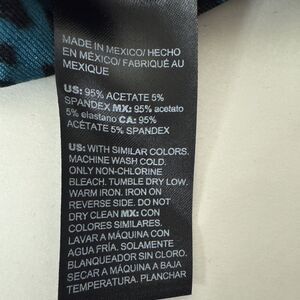 MADE IN MEXICO/ HECHO
EN MÉXICO/ FABRIQUÉ AU
MEXIQUE
US: 95% ACETATE 5%
SPANDEX MX: 95% acetato
5% elastano CA: 95%
ACÉTATE 5% SPANDEX
US: WITH SIMILAR COLORS.
MACHINE WASH COLD.
ONLY NON-CHLORINE
BLEACH. TUMBLE DRY LOW.
WARM IRON. IRON ON
REVERSE SIDE. DO NOT
DRY CLEAN MX: CON
COLORES SIMILARES.
LAVAR A MÁQUINA CON
AGUA FRÍA. SOLAMENTE
BLANQUEADOR SIN CLORO.
SECAR A MÁQUINA A BAJA
TEMPERATURA. PLANCHAR